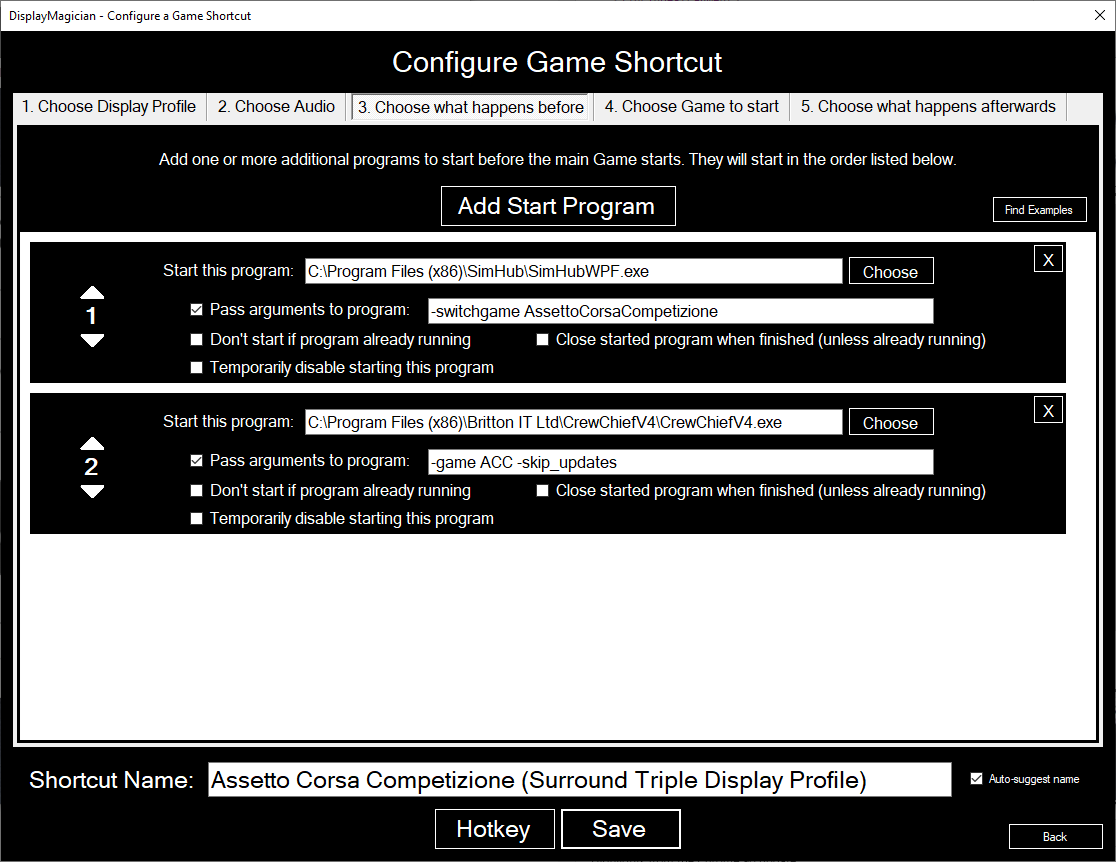 DisplayMagician - Configure a Game Shortcut
Configure Game Shortcut
1. Choose Display Profile 2. Choose Audio 3. Choose what happens before 4. Choose Game to start 5. Choose what happens afterwards
Add one or more additional programs to start before the main Game starts. They will start in the order listed below.
Add Start Program
Find Examples
X
Start this program: C:\Program Files (x86)\SimHub\SimHubWPF.exe Choose
1
Pass arguments to program: -switchgame AssettoCorsaCompetizione
Don't start if program already running Close started program when finished (unless already running)
Temporarily disable starting this program
X
Start this program: C:\Program Files (x86)\Britton IT Ltd\CrewChiefV4\CrewChiefV4.exe Choose
2
Pass arguments to program: -game ACC -skip_updates
Don't start if program already running Close started program when finished (unless already running)
Temporarily disable starting this program
Shortcut Name: Assetto Corsa Competizione (Surround Triple Display Profile) Auto-suggest name
Hotkey Save
Back